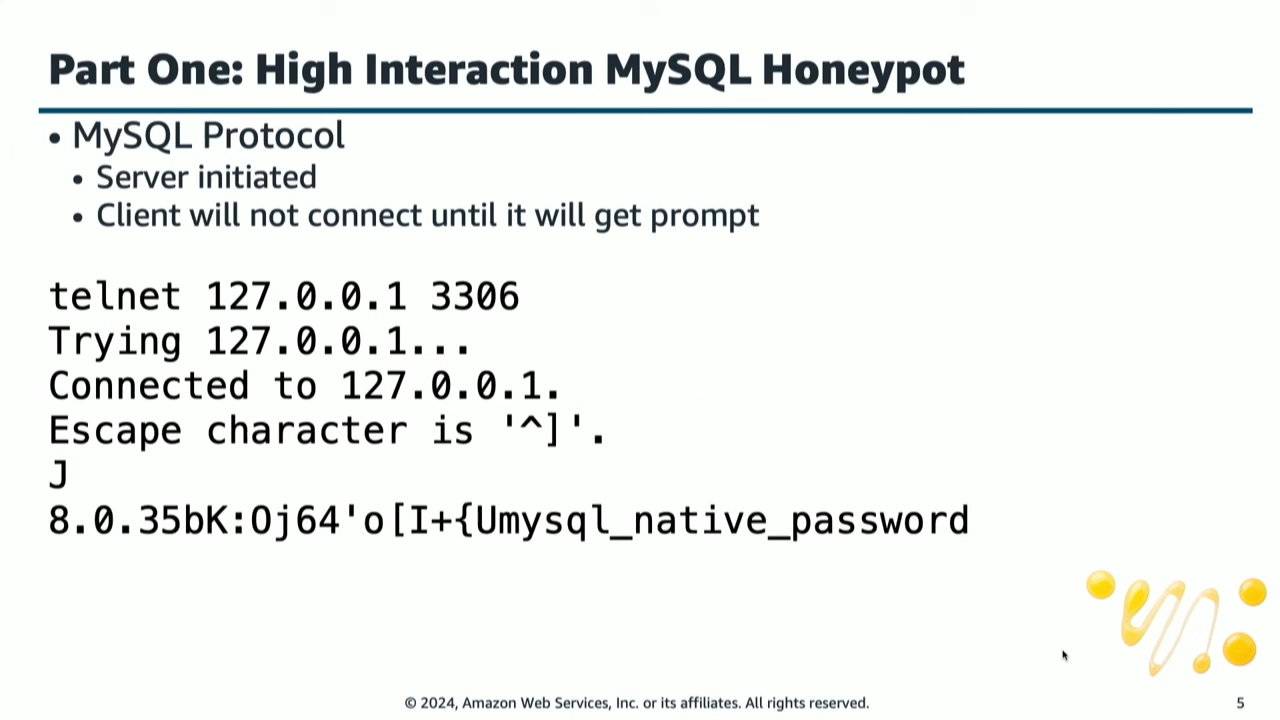 Part One: High Interaction MySQL Honeypot
• MySQL Protocol
• Server initiated
• Client will not connect until it will get prompt
telnet 127.0.0.1 3306
Trying 127.0.0.1...
Connected to 127.0.0.1.
Escape character is '^]'.
J
8.0.35bK:Oj64'o[I+{Umysql_native_password
© 2024, Amazon Web Services, Inc. or its affiliates. All rights reserved.
5